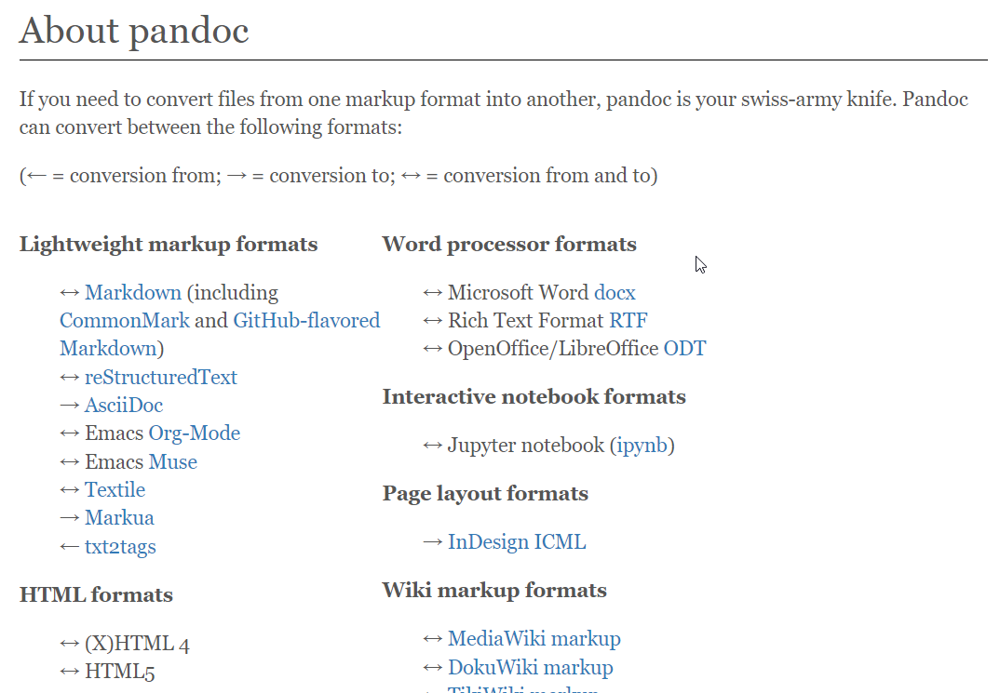 About pandoc
If you need to convert files from one markup format into another, pandoc is your swiss-army knife. Pandoc
can convert between the following formats:
(← = conversion from; → = conversion to; ↔ = conversion from and to)
Lightweight markup formats
↔ Markdown (including
CommonMark and GitHub-flavored
Markdown)
↔ reStructuredText
→ AsciiDoc
↔ Emacs Org-Mode
↔ Emacs Muse
↔ Textile
→ Markua
← txt2tags
HTML formats
↔ (X)HTML 4
↔ HTML5
Word processor formats
↔ Microsoft Word docx
↔ Rich Text Format RTF
↔ OpenOffice/LibreOffice ODT
Interactive notebook formats
↔ Jupyter notebook (ipynb)
Page layout formats
→ InDesign ICML
Wiki markup formats
↔ MediaWiki markup
↔ DokuWiki markup
← TikiWiki markup